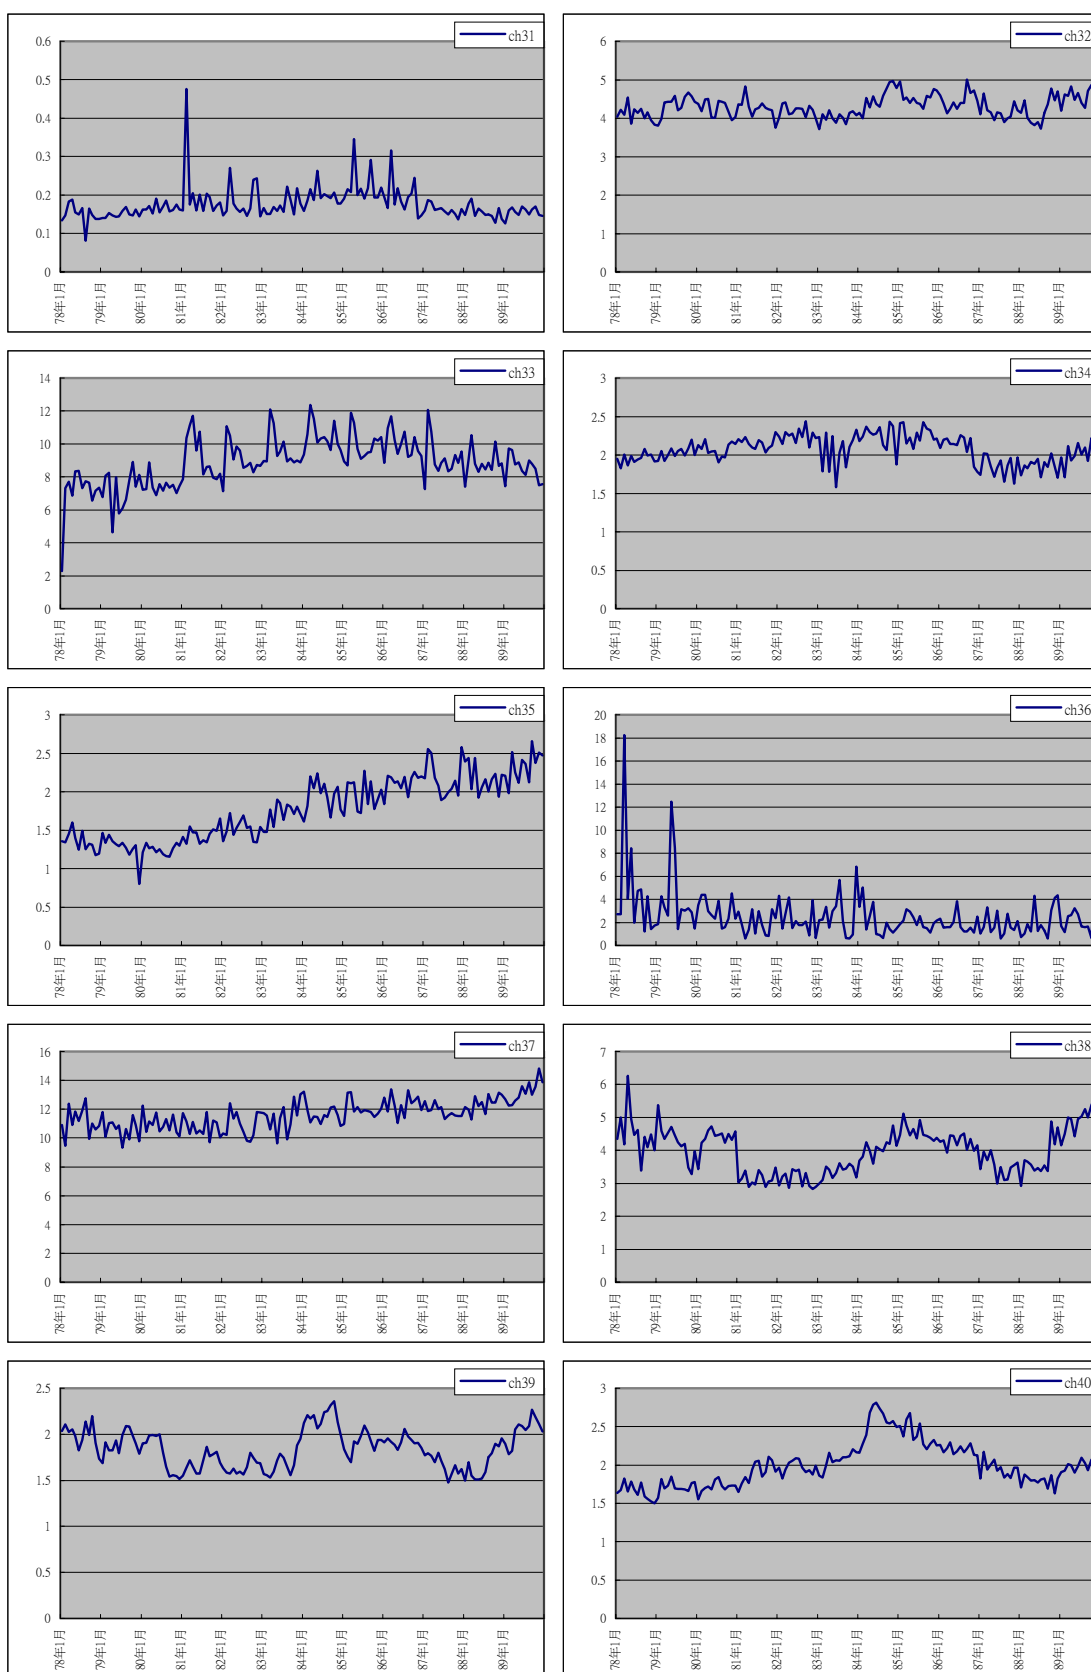 ch31
0.6
0.5
0.4
0.3
0.2
0.1
0
78年1月
79年1月
80年1月
81年1月
82年1月
83年1月
84年1月
85年1月
86年1月
87年1月
88年1月
89年1月
ch32
6
5
4
3
2
1
0
78年1月
79年1月
80年1月
81年1月
82年1月
83年1月
84年1月
85年1月
86年1月
87年1月
88年1月
89年1月
ch33
14
12
10
8
6
4
2
0
78年1月
79年1月
80年1月
81年1月
82年1月
83年1月
84年1月
85年1月
86年1月
87年1月
88年1月
89年1月
ch34
3
2.5
2
1.5
1
0.5
0
78年1月
79年1月
80年1月
81年1月
82年1月
83年1月
84年1月
85年1月
86年1月
87年1月
88年1月
89年1月
ch35
3
2.5
2
1.5
1
0.5
0
78年1月
79年1月
80年1月
81年1月
82年1月
83年1月
84年1月
85年1月
86年1月
87年1月
88年1月
89年1月
ch36
20
18
16
14
12
10
8
6
4
2
0
78年1月
79年1月
80年1月
81年1月
82年1月
83年1月
84年1月
85年1月
86年1月
87年1月
88年1月
89年1月
ch37
16
14
12
10
8
6
4
2
0
78年1月
79年1月
80年1月
81年1月
82年1月
83年1月
84年1月
85年1月
86年1月
87年1月
88年1月
89年1月
ch38
7
6
5
4
3
2
1
0
78年1月
79年1月
80年1月
81年1月
82年1月
83年1月
84年1月
85年1月
86年1月
87年1月
88年1月
89年1月
ch39
2.5
2
1.5
1
0.5
0
78年1月
79年1月
80年1月
81年1月
82年1月
83年1月
84年1月
85年1月
86年1月
87年1月
88年1月
89年1月
ch40
3
2.5
2
1.5
1
0.5
0
78年1月
79年1月
80年1月
81年1月
82年1月
83年1月
84年1月
85年1月
86年1月
87年1月
88年1月
89年1月